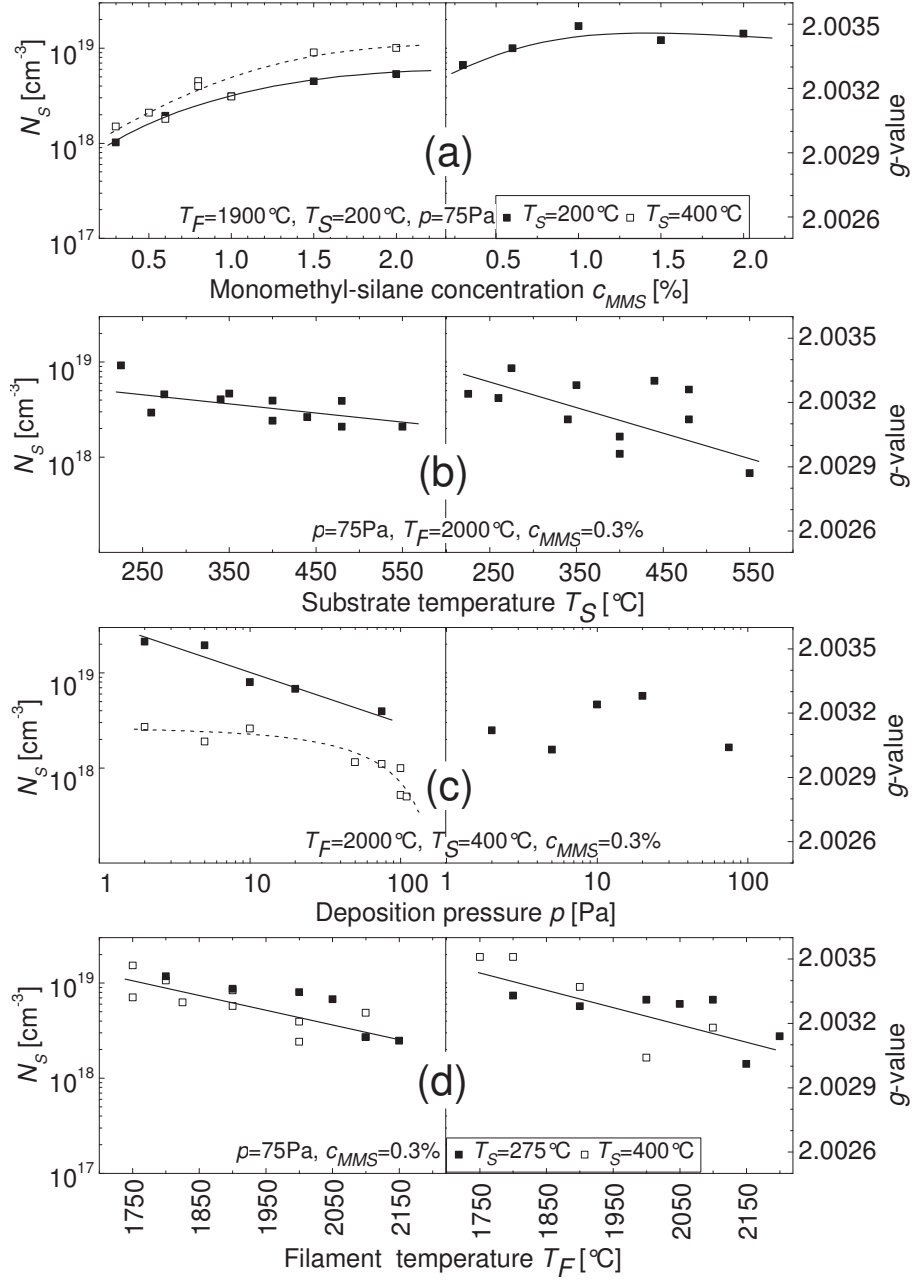 10^19
10^18
10^17
N_S [cm^-3]
(a)
2.0035
2.0032
2.0029
2.0026
g-value
T_F=1900°C, T_S=200°C, p=75Pa
T_S=200°C T_S=400°C
0.5 1.0 1.5 2.0 0.5 1.0 1.5 2.0
Monomethyl-silane concentration c_MMS [%]
10^19
10^18
N_S [cm^-3]
(b)
2.0035
2.0032
2.0029
2.0026
g-value
p=75Pa, T_F=2000°C, c_MMS=0.3%
250 350 450 550 250 350 450 550
Substrate temperature T_S [°C]
10^19
10^18
N_S [cm^-3]
(c)
2.0035
2.0032
2.0029
2.0026
g-value
T_F=2000°C, T_S=400°C, c_MMS=0.3%
1 10 100 1 10 100
Deposition pressure p [Pa]
10^19
10^18
10^17
N_S [cm^-3]
(d)
2.0035
2.0032
2.0029
2.0026
g-value
p=75Pa, c_MMS=0.3%
T_S=275°C T_S=400°C
1750 1850 1950 2050 2150 1750 1850 1950 2050 2150
Filament temperature T_F [°C]